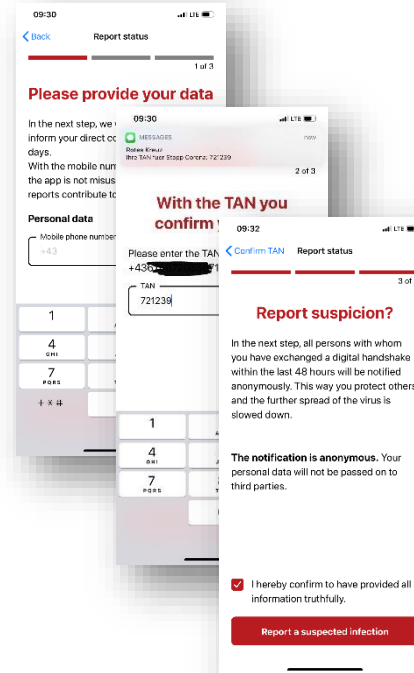 09:30
LTE
Back
Report status
1 of 3
Please provide your data
In the next step, we
inform your direct
days.
With the mobile
the app is not
reports contribute
Personal data
Mobile phone number
+43
1
4
GHI
7
PQRS
+ * #
09:30
LTE
MESSAGES
now
Rotes Kreuz
Ihre TAN fuer Stopp Corona: 721239
2 of 3
With the TAN you
confirm
Please enter the TAN
TAN
721239
1
4
GHI
7
PQRS
09:32
LTE
Confirm TAN
Report status
3 of
Report suspicion?
In the next step, all persons with whom
you have exchanged a digital handshake
within the last 48 hours will be notified
anonymously. This way you protect others
and the further spread of the virus is
slowed down.
The notification is anonymous. Your
personal data will not be passed on to
third parties.
I hereby confirm to have provided all
information truthfully.
Report a suspected infection